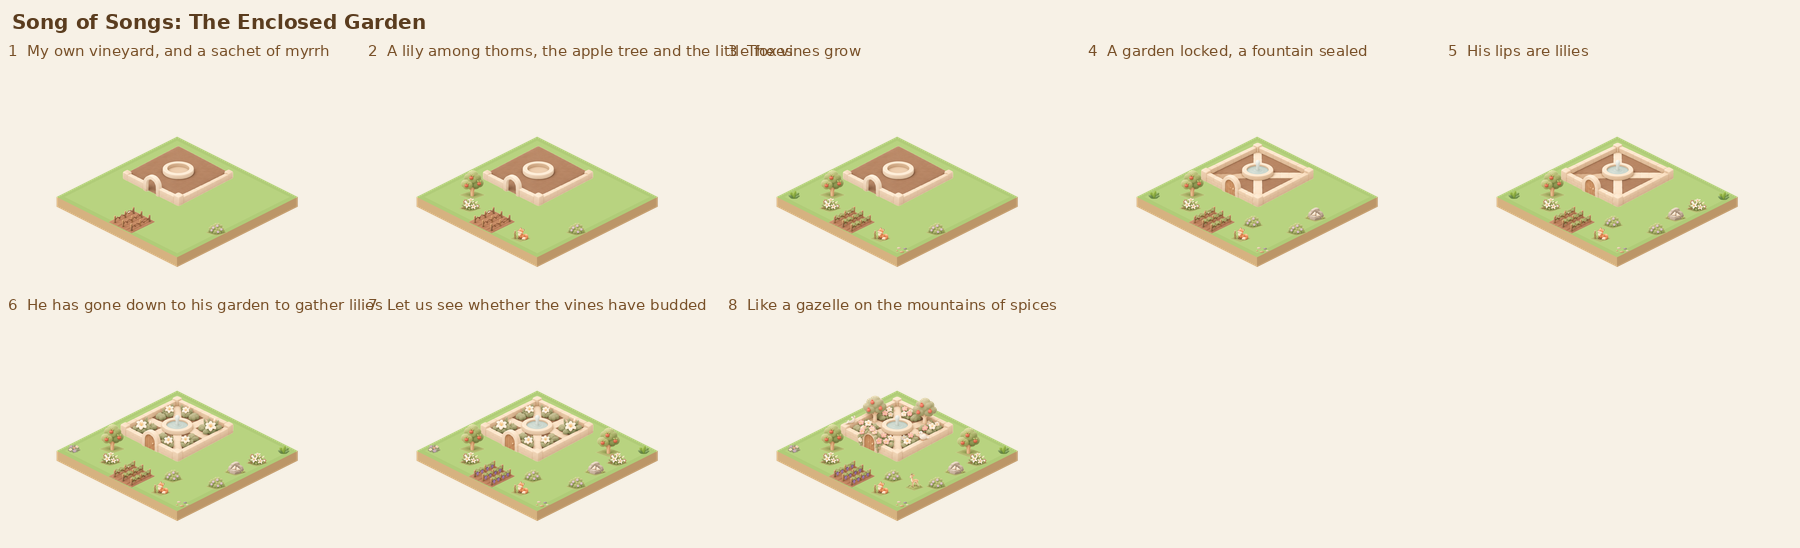 Song of Songs: The Enclosed Garden
1 My own vineyard, and a sachet of myrrh
2 A lily among thorns, the apple tree and the little foxes
3 The vines grow
4 A garden locked, a fountain sealed
5 His lips are lilies
6 He has gone down to his garden to gather lilies
7 Let us see whether the vines have budded
8 Like a gazelle on the mountains of spices